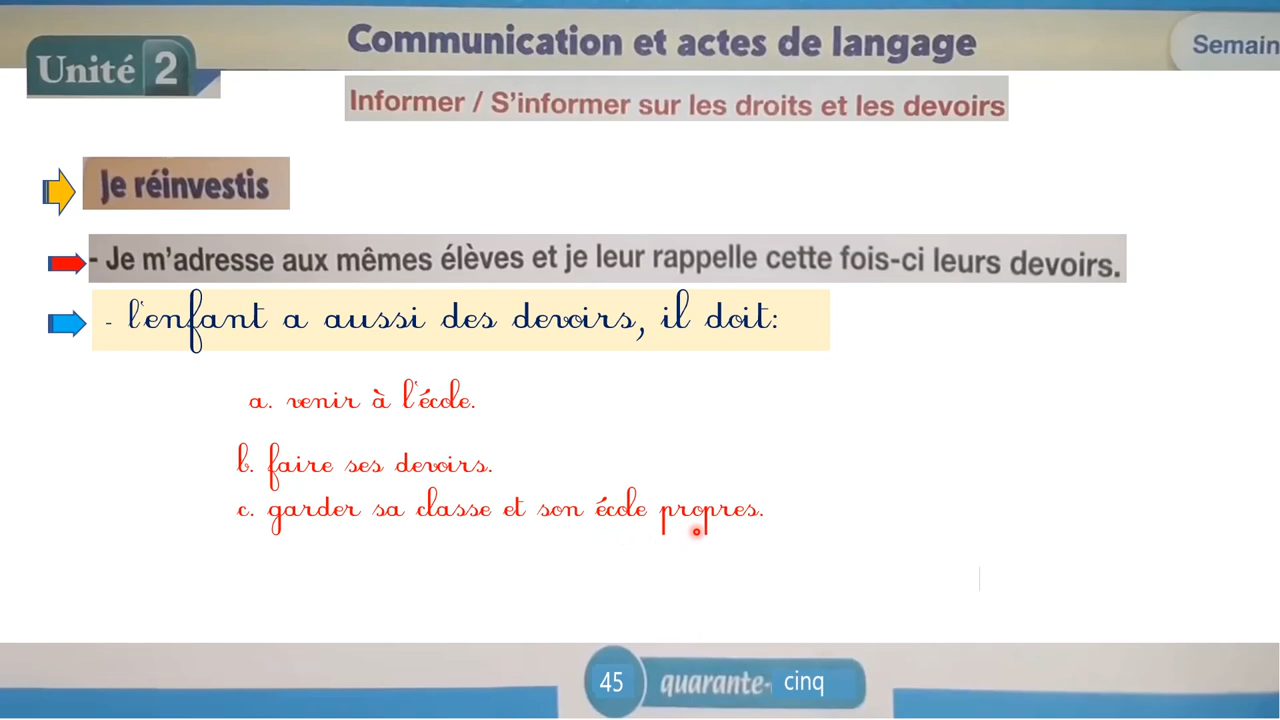 Communication et actes de langage
Semain
Unité 2
Informer / S'informer sur les droits et les devoirs
Je réinvestis
- Je m'adresse aux mêmes élèves et je leur rappelle cette fois-ci leurs devoirs.
- l'enfant a aussi des devoirs, il doit:
a. venir à l'école.
b. faire ses devoirs.
c. garder sa classe et son école propres.
45 quarante- cinq